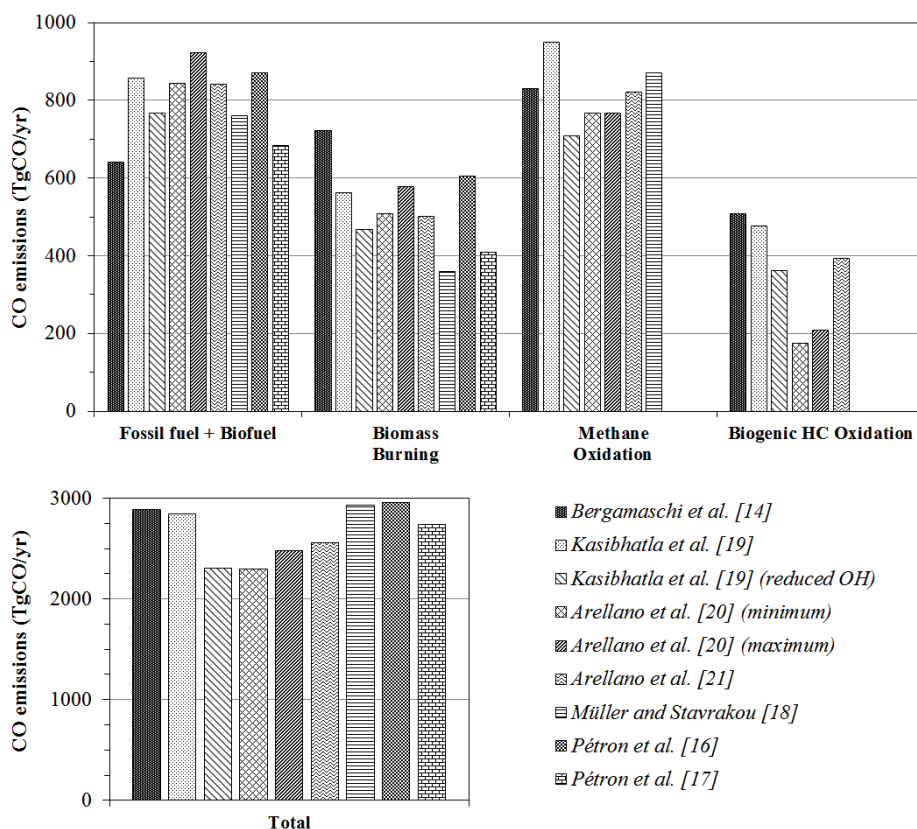 1000
800
600
400
200
0
CO emissions (TgCO/yr)
Fossil fuel + Biofuel
Biomass
Burning
Methane
Oxidation
Biogenic HC Oxidation
3000
2000
1000
0
CO emissions (TgCO/yr)
Total
Bergamaschi et al. [14]
Kasibhatla et al. [19]
Kasibhatla et al. [19] (reduced OH)
Arellano et al. [20] (minimum)
Arellano et al. [20] (maximum)
Arellano et al. [21]
Müller and Stavrakou [18]
Pétron et al. [16]
Pétron et al. [17]